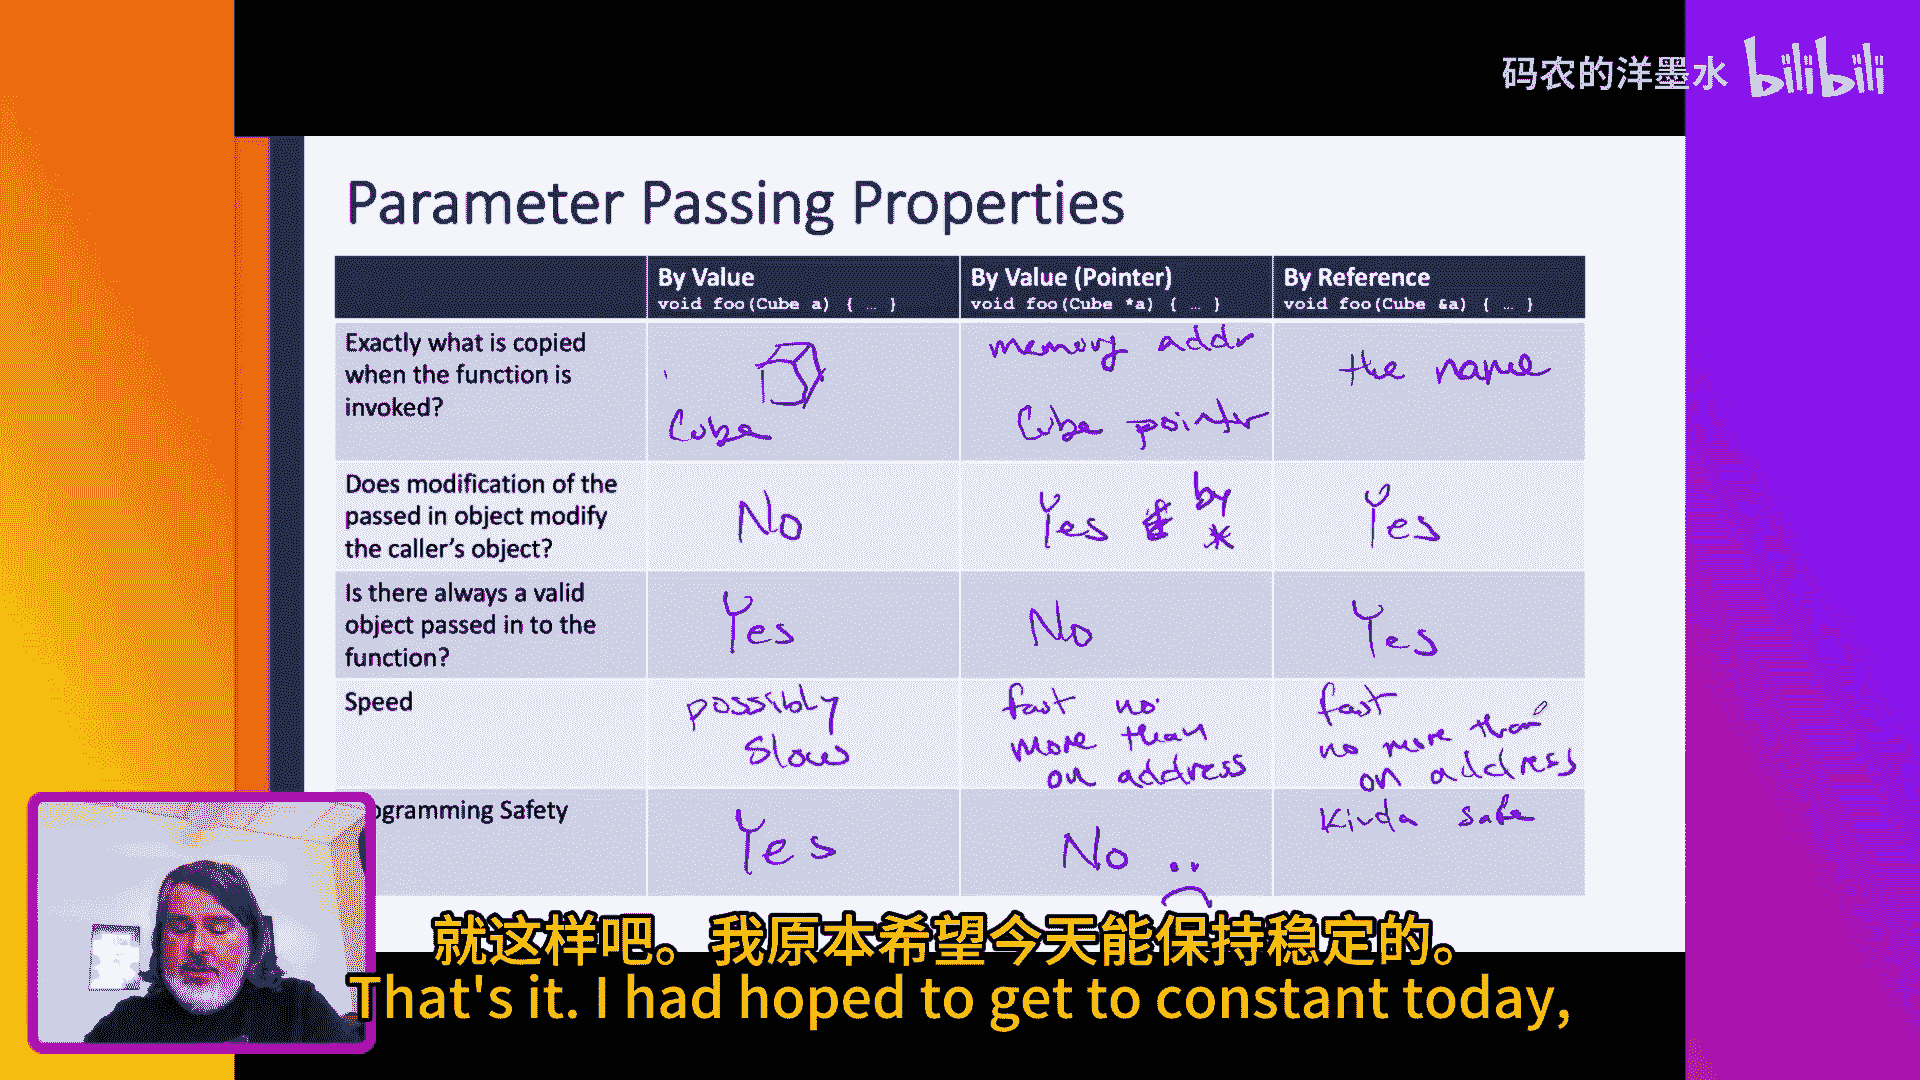 码农的洋墨水 bilibili
Parameter Passing Properties
By Value
void foo(Cube a) { … }
By Value (Pointer)
void foo(Cube *a) { … }
By Reference
void foo(Cube &a) { … }
Exactly what is copied
when the function is
invoked?
Cube
memory addr
Cube pointer
the name
Does modification of the
passed in object modify
the caller's object?
No
Yes by
*
Yes
Is there always a valid
object passed in to the
function?
Yes
No
Yes
Speed
possibly
slow
fast no
more than
on address
fast
no more than
on address
ogramming Safety
Yes
No
Kinda safe
就这样吧。我原本希望今天能保持稳定的。
That's it. I had hoped to get to constant today,